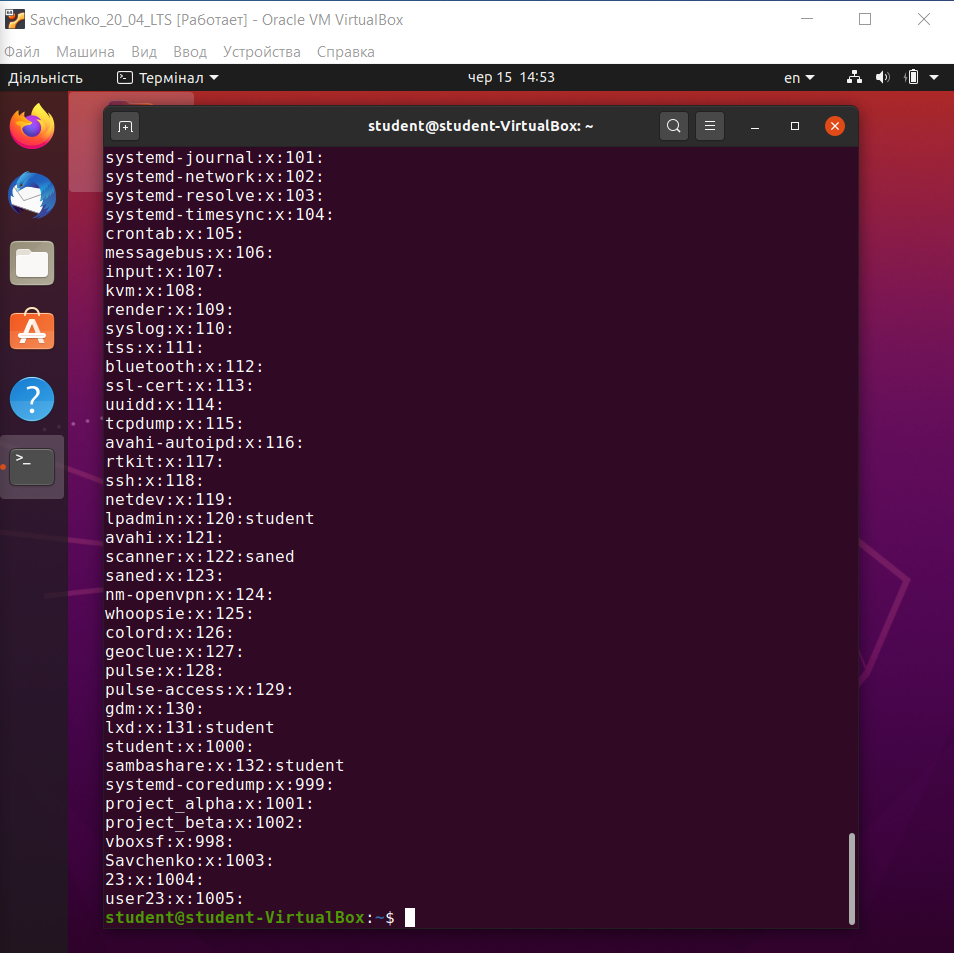 Savchenko_20_04_LTS [Работает] - Oracle VM VirtualBox
Файл Машина Вид Ввод Устройства Справка
Діяльність Термінал чер 15 14:53 en
student@student-VirtualBox: ~
systemd-journal:x:101:
systemd-network:x:102:
systemd-resolve:x:103:
systemd-timesync:x:104:
crontab:x:105:
messagebus:x:106:
input:x:107:
kvm:x:108:
render:x:109:
syslog:x:110:
tss:x:111:
bluetooth:x:112:
ssl-cert:x:113:
uuidd:x:114:
tcpdump:x:115:
avahi-autoipd:x:116:
rtkit:x:117:
ssh:x:118:
netdev:x:119:
lpadmin:x:120:student
avahi:x:121:
scanner:x:122:saned
saned:x:123:
nm-openvpn:x:124:
whoopsie:x:125:
colord:x:126:
geoclue:x:127:
pulse:x:128:
pulse-access:x:129:
gdm:x:130:
lxd:x:131:student
student:x:1000:
sambashare:x:132:student
systemd-coredump:x:999:
project_alpha:x:1001:
project_beta:x:1002:
vboxsf:x:998:
Savchenko:x:1003:
23:x:1004:
user23:x:1005:
student@student-VirtualBox:~$